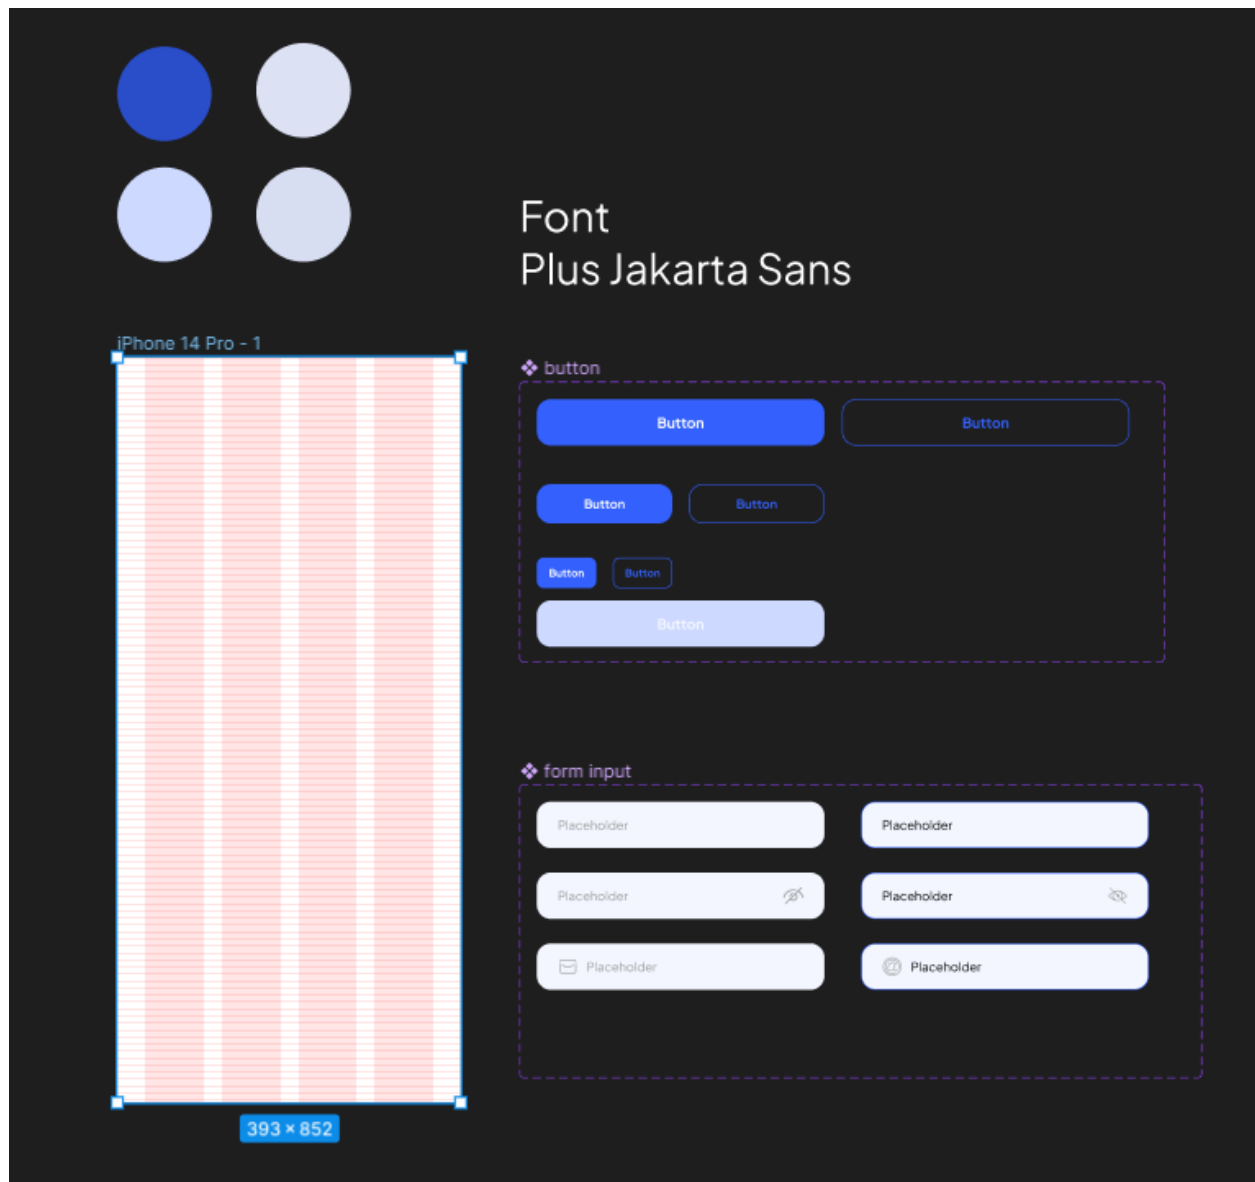 Font
Plus Jakarta Sans
iPhone 14 Pro - 1
button
Button
Button
Button
Button
Button
Button
Button
form input
Placeholder
Placeholder
Placeholder
Placeholder
Placeholder
Placeholder
393 × 852